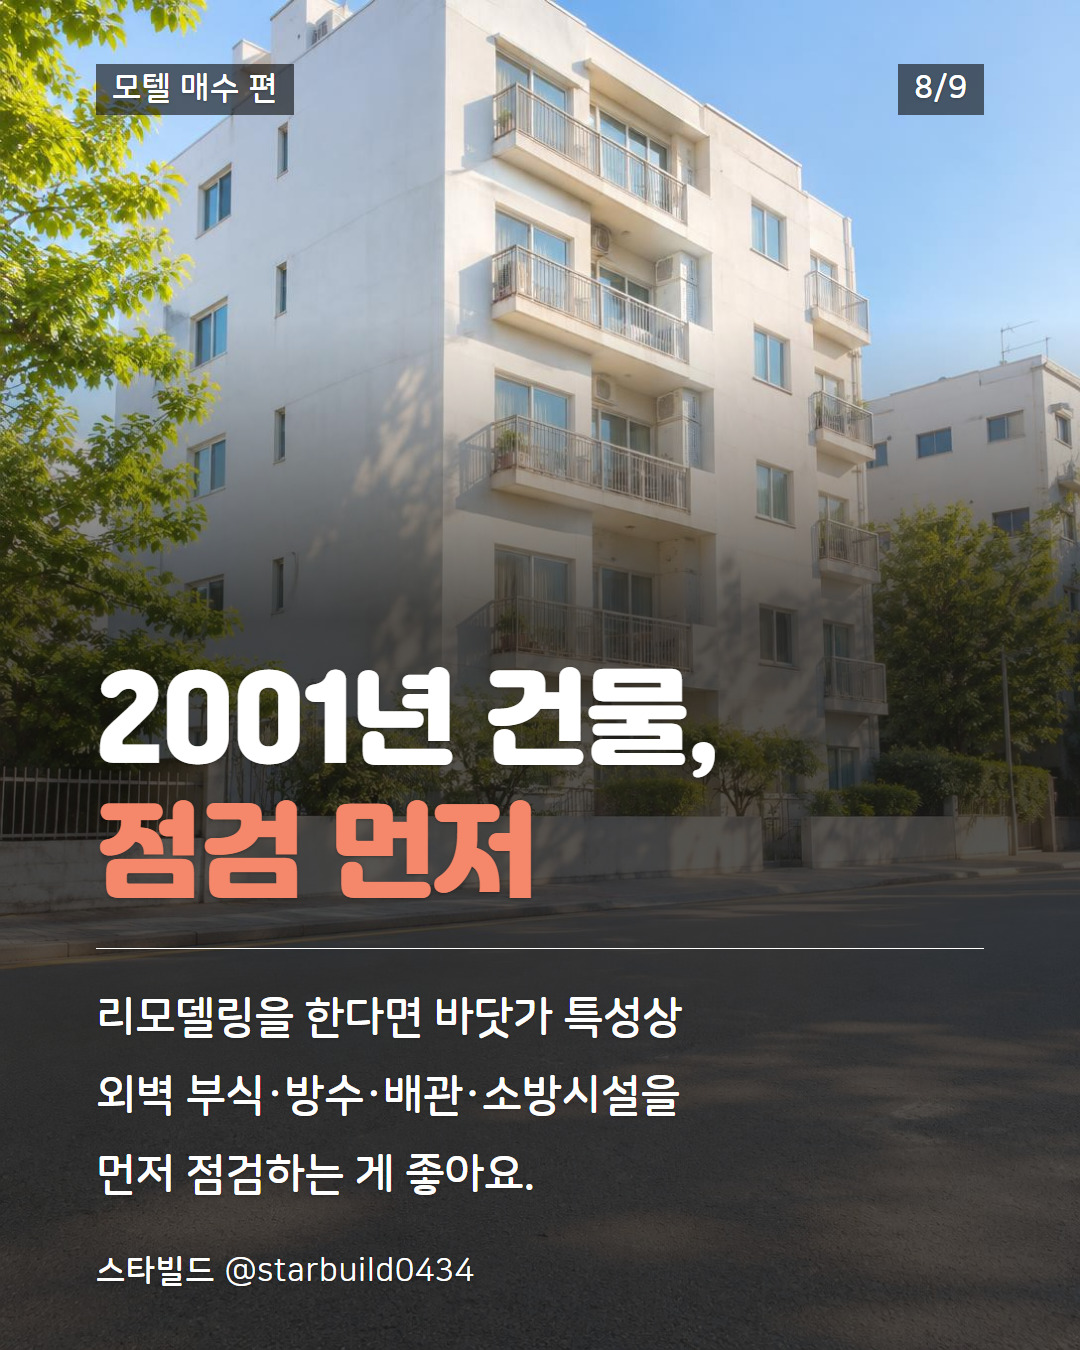 모텔 매수 편
8/9
2001년 건물,
점검 먼저
리모델링을 한다면 바닷가 특성상
외벽 부식·방수·배관·소방시설을
먼저 점검하는 게 좋아요.
스타빌드 @starbuild0434